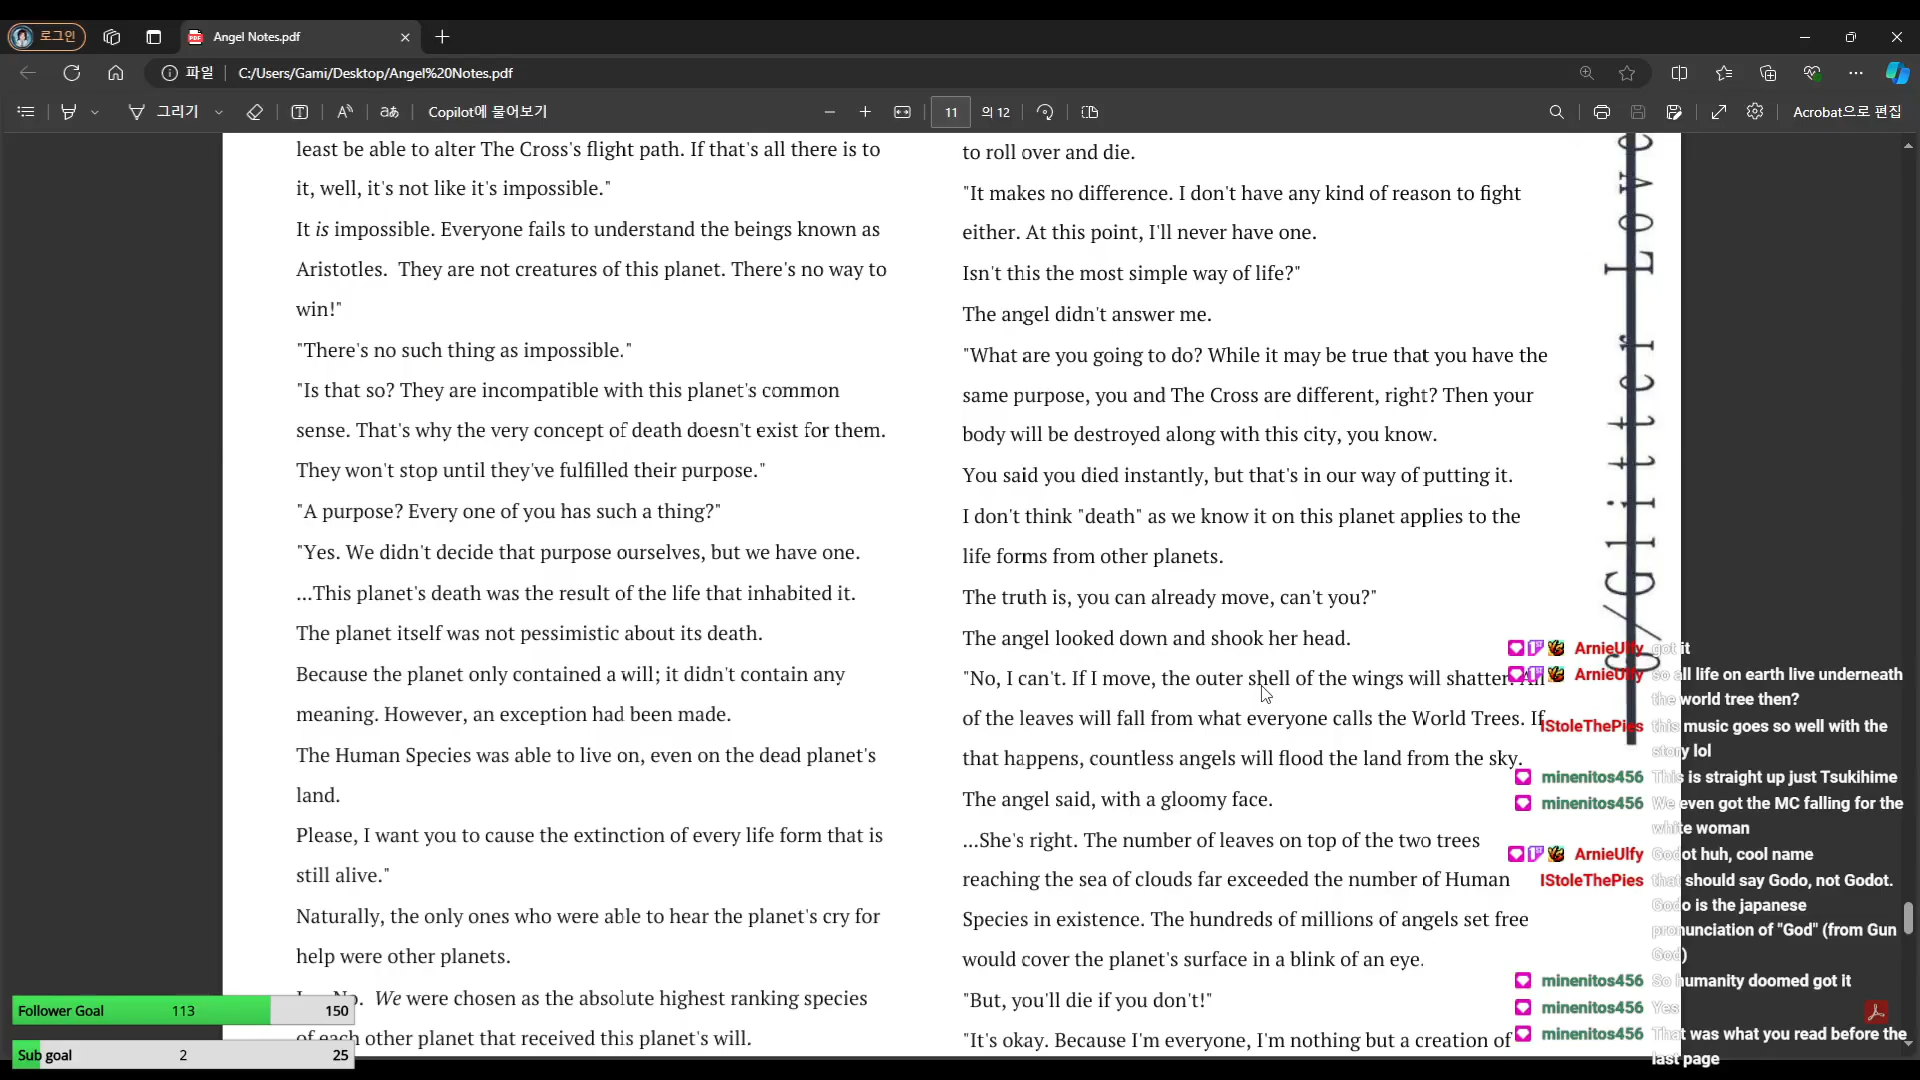 로그인
Angel Notes.pdf
파일
C:/Users/Gami/Desktop/Angel%20Notes.pdf
그리기
Copilot에 물어보기
11
의 12
Acrobat으로 편집
least be able to alter The Cross's flight path. If that's all there is to
it, well, it's not like it's impossible."
It is impossible. Everyone fails to understand the beings known as
Aristotles.  They are not creatures of this planet. There's no way to
win!"
"There's no such thing as impossible."
"Is that so? They are incompatible with this planet's common
sense. That's why the very concept of death doesn't exist for them.
They won't stop until they've fulfilled their purpose."
"A purpose? Every one of you has such a thing?"
"Yes. We didn't decide that purpose ourselves, but we have one.
...This planet's death was the result of the life that inhabited it.
The planet itself was not pessimistic about its death.
Because the planet only contained a will; it didn't contain any
meaning. However, an exception had been made.
The Human Species was able to live on, even on the dead planet's
land.
Please, I want you to cause the extinction of every life form that is
still alive."
Naturally, the only ones who were able to hear the planet's cry for
help were other planets.
No.  We were chosen as the absolute highest ranking species
of each other planet that received this planet's will.
to roll over and die.
"It makes no difference. I don't have any kind of reason to fight
either. At this point, I'll never have one.
Isn't this the most simple way of life?"
The angel didn't answer me.
"What are you going to do? While it may be true that you have the
same purpose, you and The Cross are different, right? Then your
body will be destroyed along with this city, you know.
You said you died instantly, but that's in our way of putting it.
I don't think "death" as we know it on this planet applies to the
life forms from other planets.
The truth is, you can already move, can't you?"
The angel looked down and shook her head.
"No, I can't. If I move, the outer shell of the wings will shatter. All
of the leaves will fall from what everyone calls the World Trees. If
that happens, countless angels will flood the land from the sky.
The angel said, with a gloomy face.
...She's right. The number of leaves on top of the two trees
reaching the sea of clouds far exceeded the number of Human
Species in existence. The hundreds of millions of angels set free
would cover the planet's surface in a blink of an eye.
"But, you'll die if you don't!"
"It's okay. Because I'm everyone, I'm nothing but a creation of
ArnieUlfy got it
ArnieUlfy so all life on earth live underneath
the world tree then?
IStoleThePies this music goes so well with the
story lol
minenitos456 This is straight up just Tsukihime
minenitos456 We even got the MC falling for the
white woman
ArnieUlfy Godot huh, cool name
IStoleThePies that should say Godo, not Godot.
Godo is the japanese
pronunciation of "God" (from Gun
God)
minenitos456 So humanity doomed got it
minenitos456 Yes
minenitos456 That was what you read before the
last page
Follower Goal 113 150
Sub goal 2 25